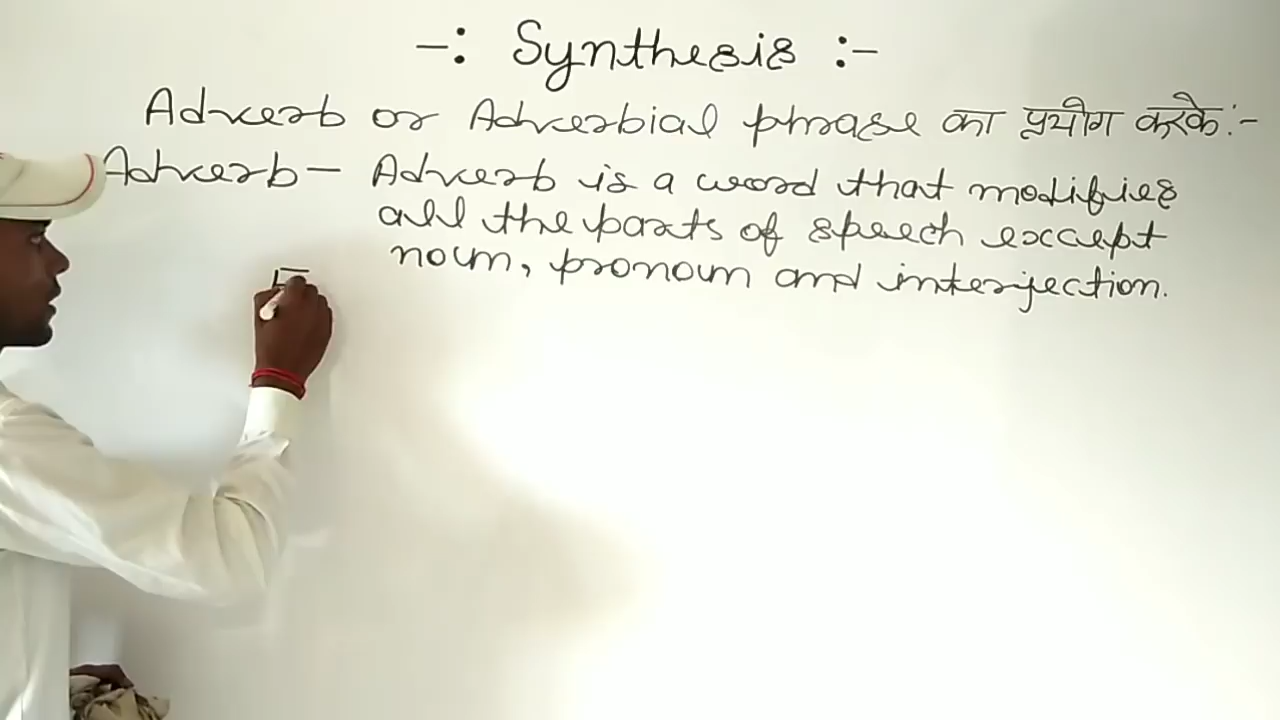 -: Synthesis :-
Adverb or Adverbial phrase का प्रयोग करके:-
Adverb- Adverb is a word that modifies
all the parts of speech except
noun, pronoun and interjection.